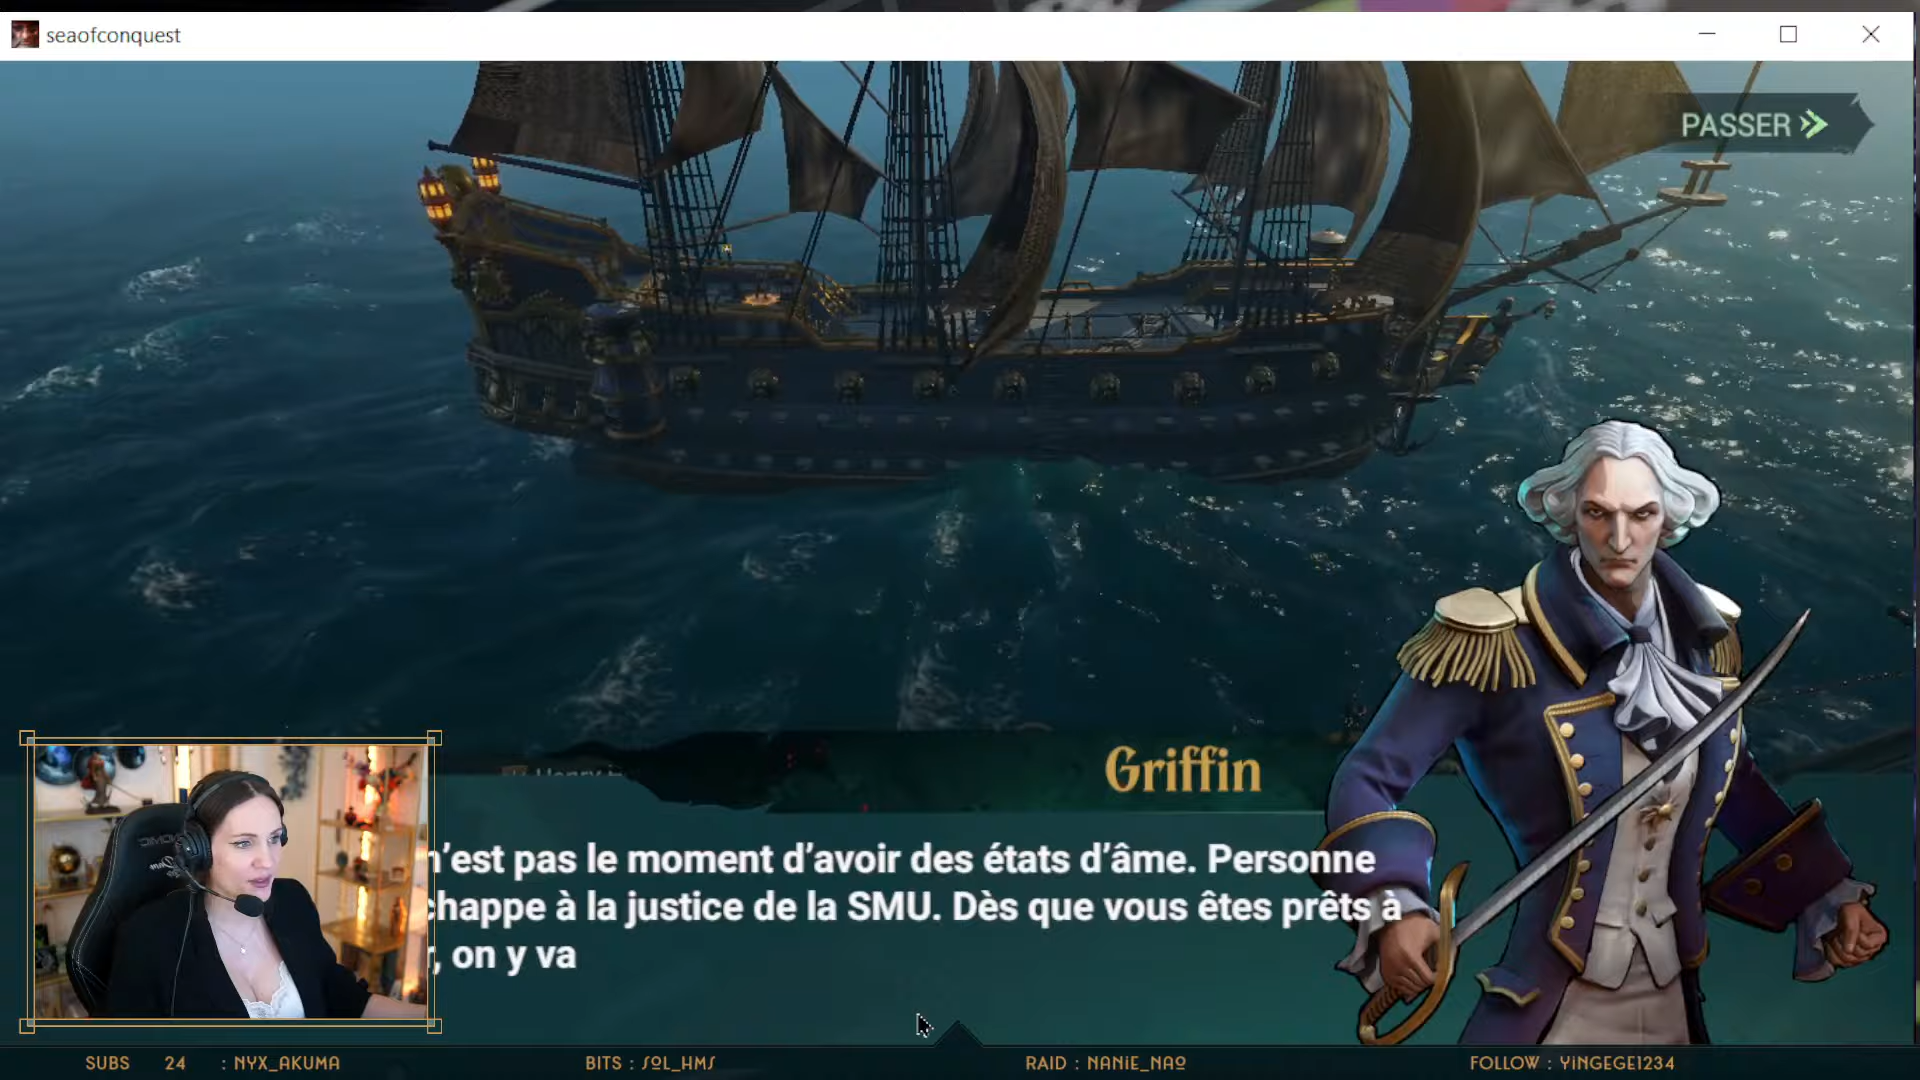 seaofconquest
PASSER
Griffin
n'est pas le moment d'avoir des états d'âme. Personne
chappe à la justice de la SMU. Dès que vous êtes prêts à
r, on y va
SUBS 24 : NYX_AKUMA
BITS : SOL_HMS
RAID : NANIE_NAO
FOLLOW : YINGEGE1234